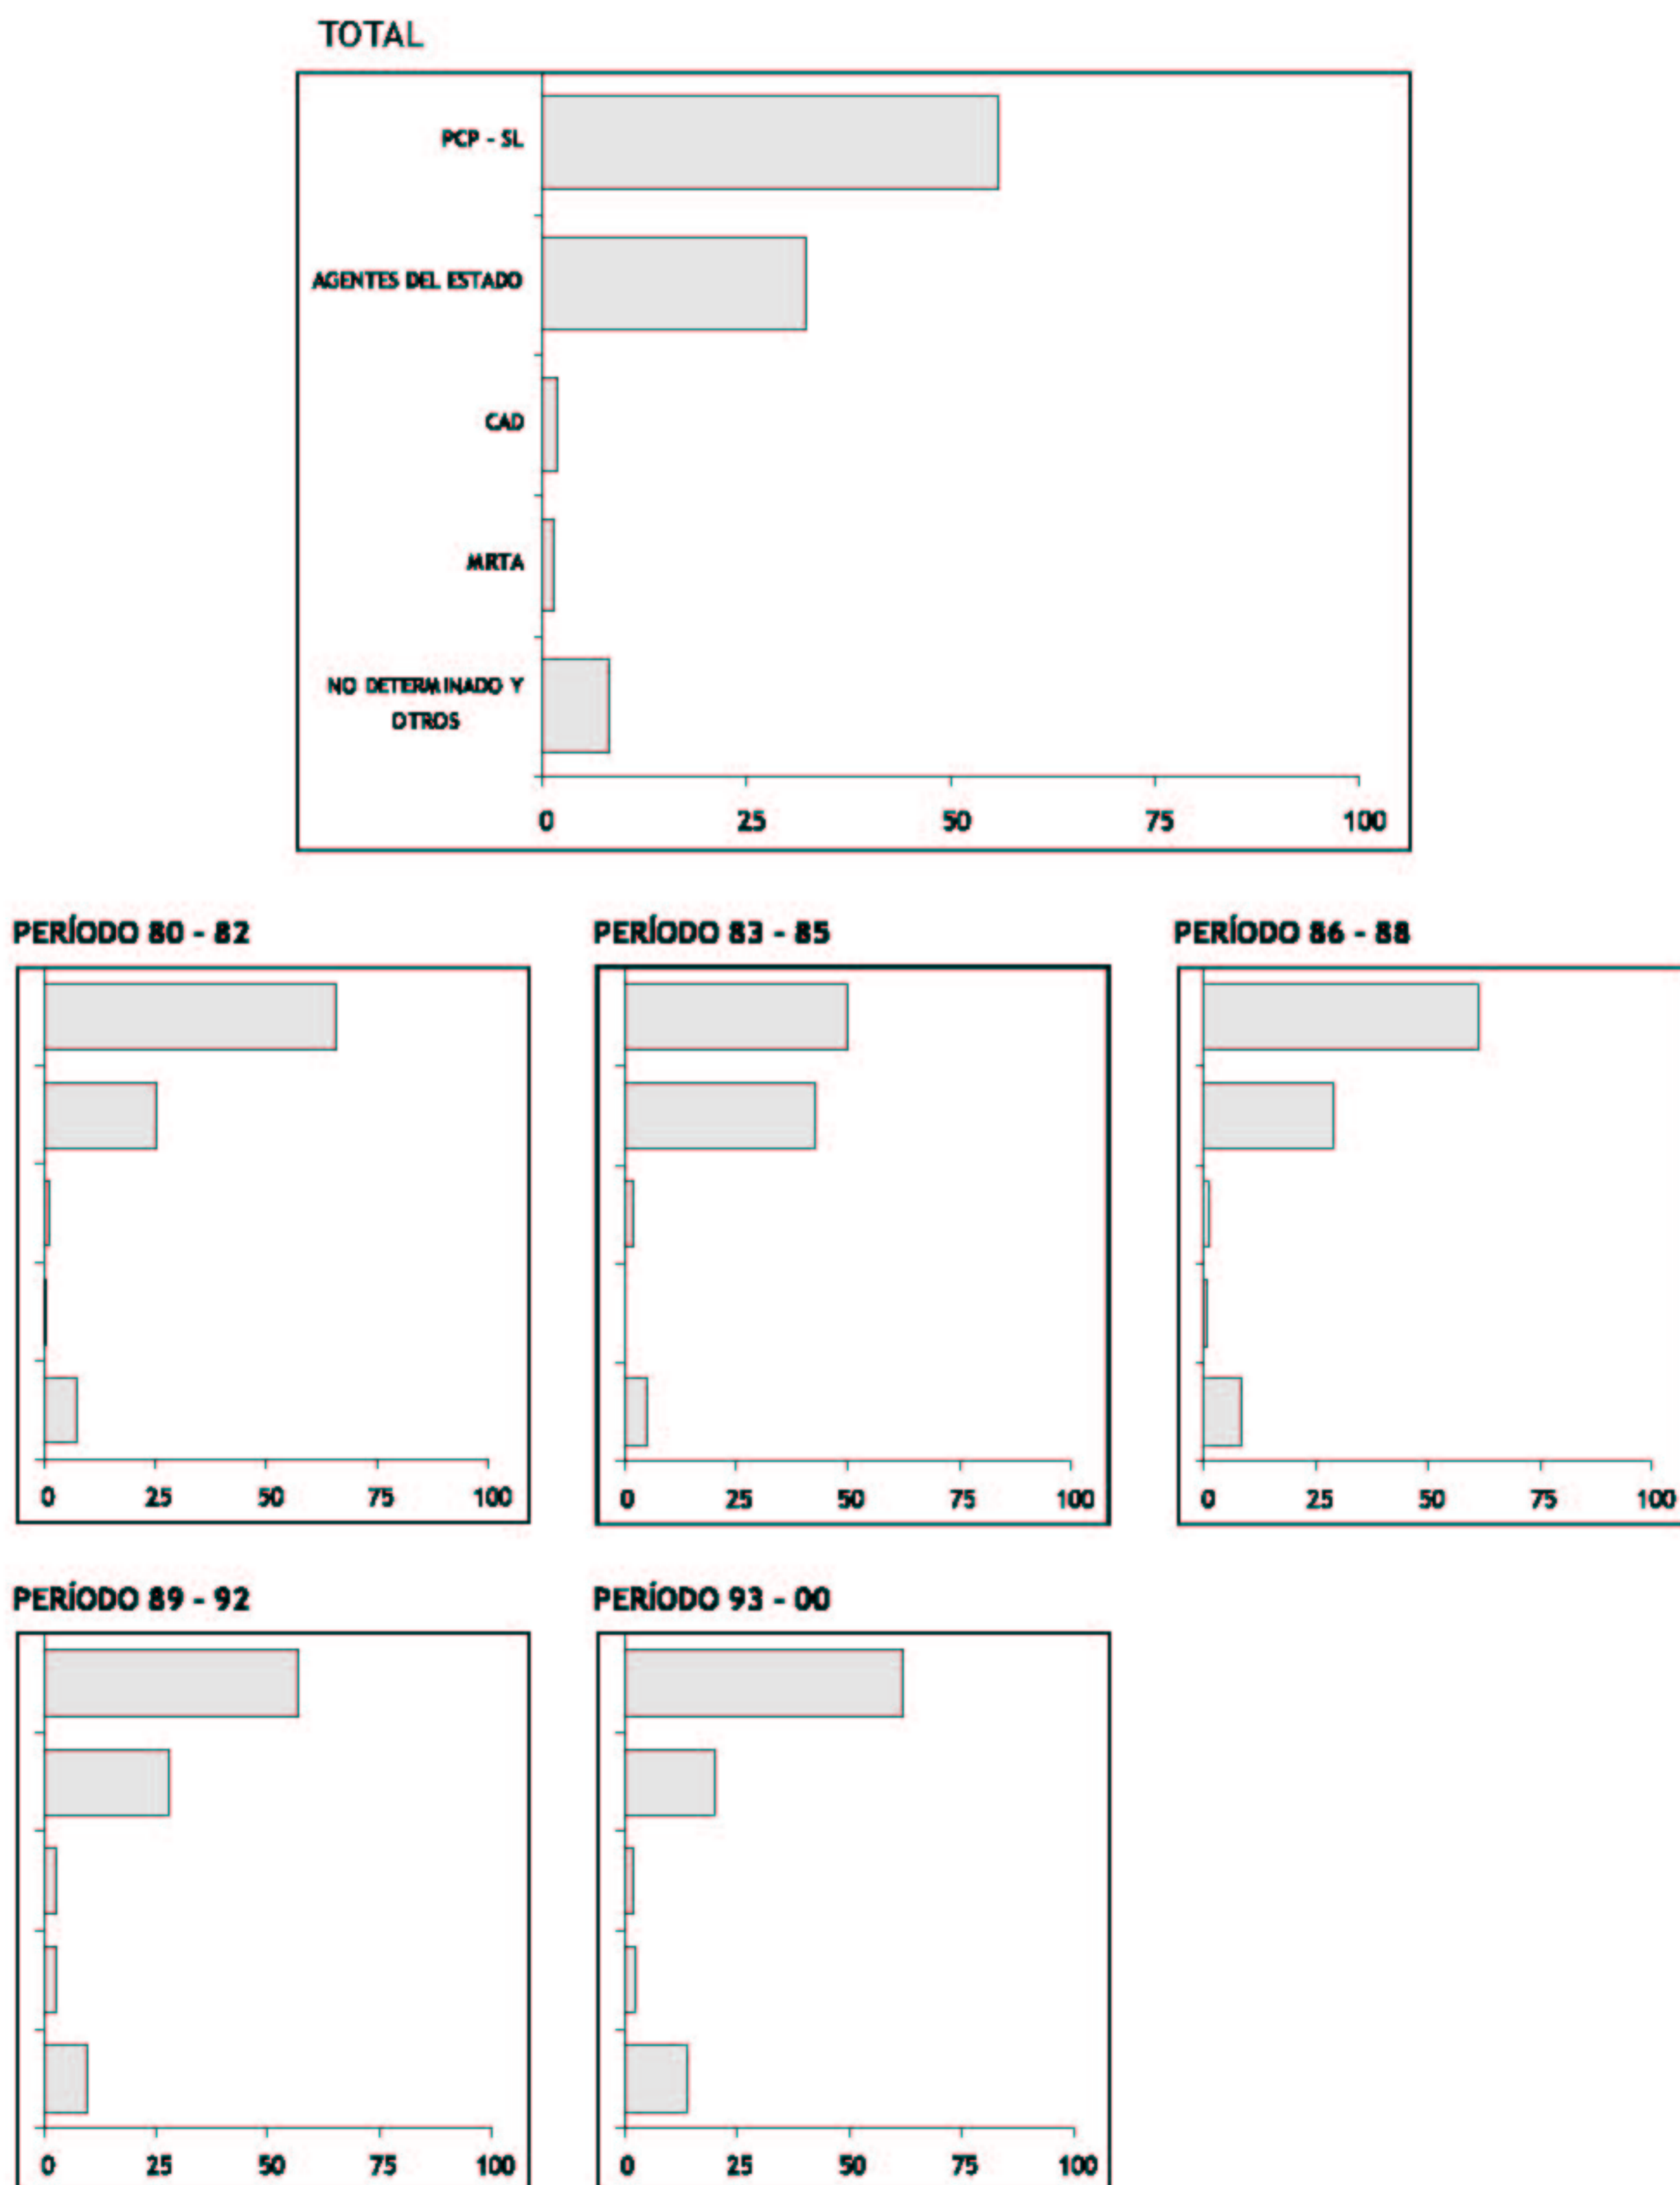 TOTAL
PCP - SL
AGENTES DEL ESTADO
CAD
MRTA
NO DETERMINADO Y
OTROS
0 25 50 75 100
PERÍODO 80 - 82
PERÍODO 83 - 85
PERÍODO 86 - 88
0 25 50 75 100
0 25 50 75 100
0 25 50 75 100
PERÍODO 89 - 92
PERÍODO 93 - 00
0 25 50 75 100
0 25 50 75 100